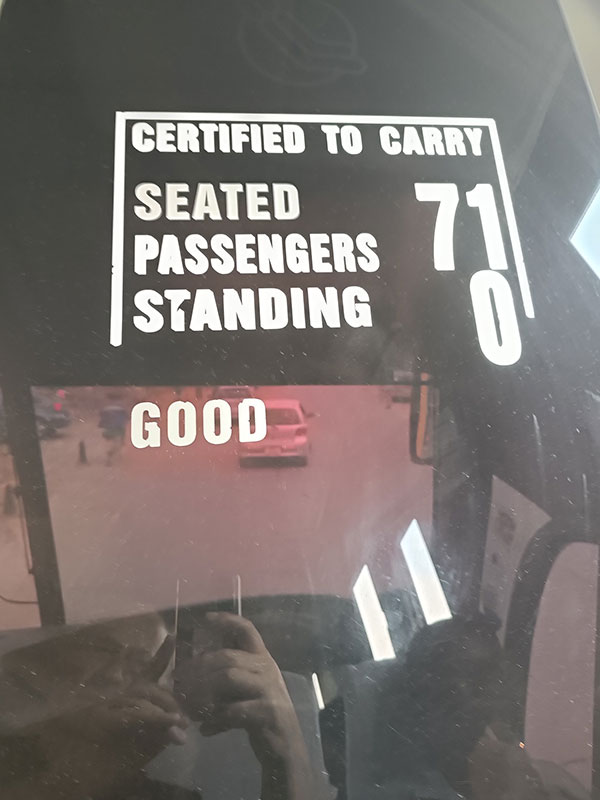 CERTIFIED TO CARRY
SEATED
PASSENGERS 71
STANDING 0
GOOD